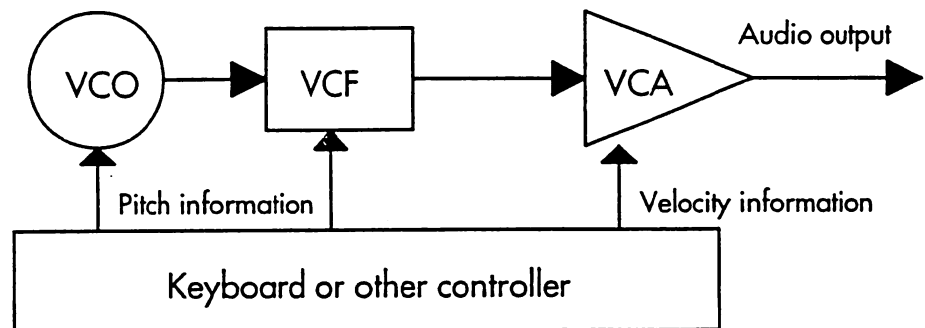 Audio output
VCO
VCF
VCA
Pitch information
Velocity information
Keyboard or other controller